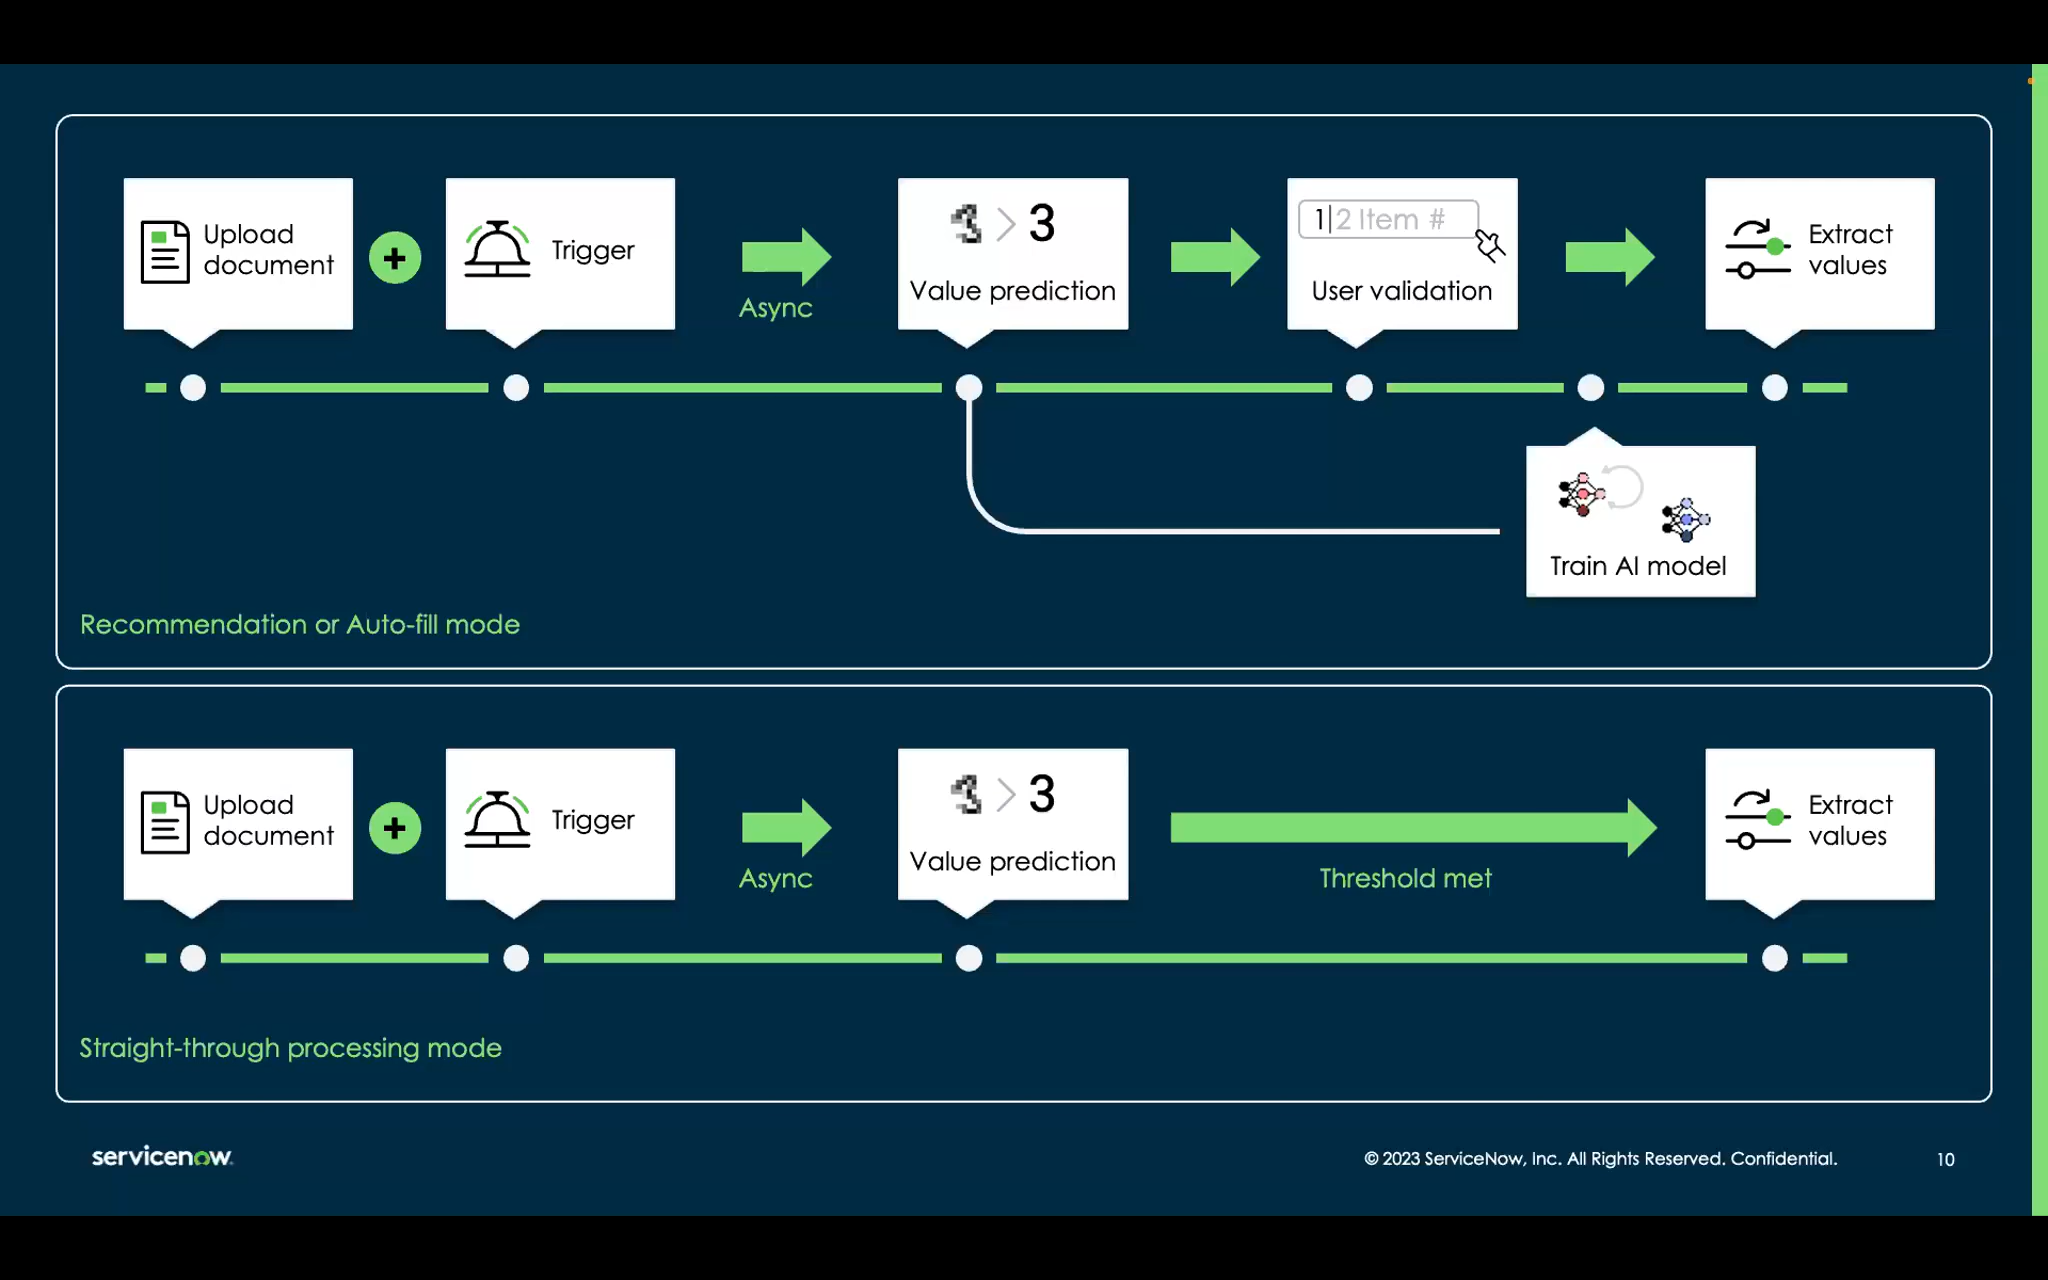 Upload
document
+
Trigger
Async
3 > 3
Value prediction
1|2 Item #
User validation
Extract
values
Train AI model
Recommendation or Auto-fill mode
Upload
document
+
Trigger
Async
3 > 3
Value prediction
Threshold met
Extract
values
Straight-through processing mode
servicenow
© 2023 ServiceNow, Inc. All Rights Reserved. Confidential.
10